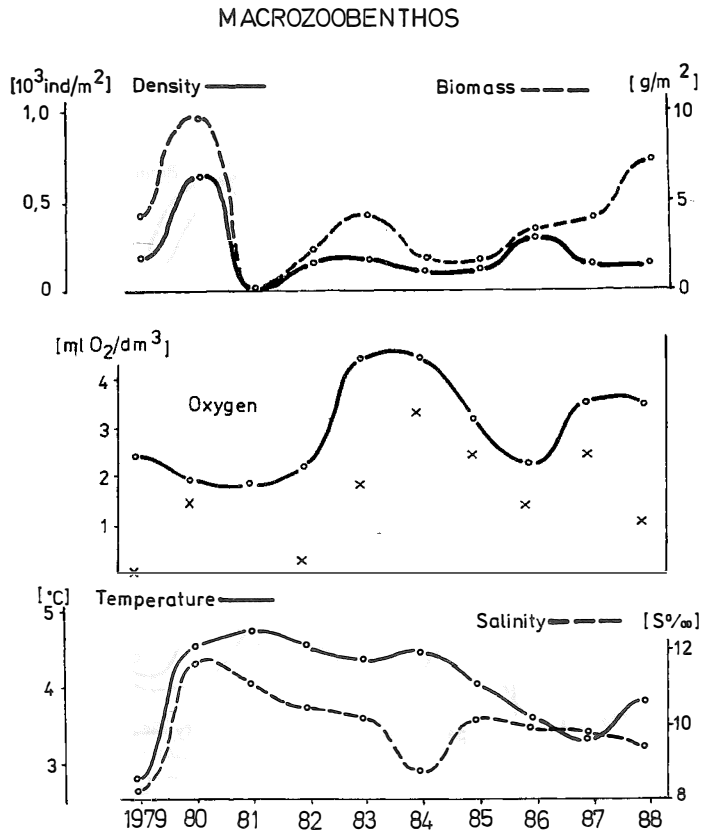 MACROZOOBENTHOS
[10³ind/m²] Density Biomass [g/m²]
1,0 10
0,5 5
0 0
[ml O₂/dm³]
4
Oxygen
3
2
1
[°C] Temperature
5
Salinity [S‰]
12
4
10
3
8
1979 80 81 82 83 84 85 86 87 88